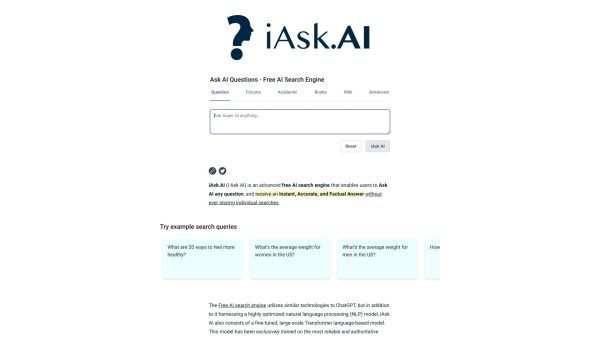 iAsk.AI
Ask AI Questions - Free AI Search Engine
Question Forums Academic Books Wiki Advanced
Ask Super AI anything...
Reset iAsk AI
iAsk.AI (i Ask AI) is an advanced free AI search engine that enables users to Ask
AI any question, and receive an Instant, Accurate, and Factual Answer without
ever storing individual searches.
Try example search queries
What are 20 ways to feel more
healthy?
What's the average weight for
women in the US?
What's the average weight for
men in the US?
How
The Free AI search engine utilizes similar technologies to ChatGPT, but in addition
to it harnessing a highly optimized natural language processing (NLP) model, iAsk
AI also consists of a fine tuned, large scale Transformer language based model.
This model has been exclusively trained on the most reliable and authoritative